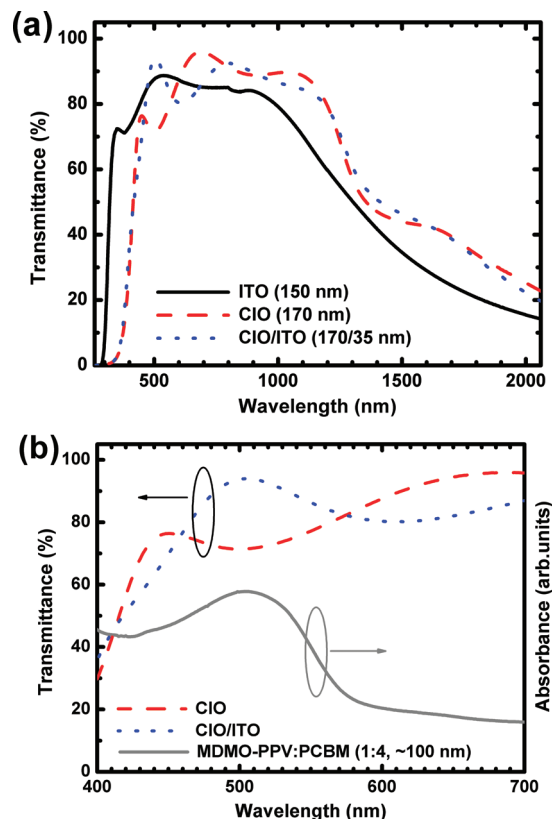 (a)
100
80
60
40
20
0
Transmittance (%)
ITO (150 nm)
CIO (170 nm)
CIO/ITO (170/35 nm)
500 1000 1500 2000
Wavelength (nm)
(b)
100
80
60
40
20
0
Transmittance (%)
Absorbance (arb.units)
CIO
CIO/ITO
MDMO-PPV:PCBM (1:4, ~100 nm)
400 500 600 700
Wavelength (nm)